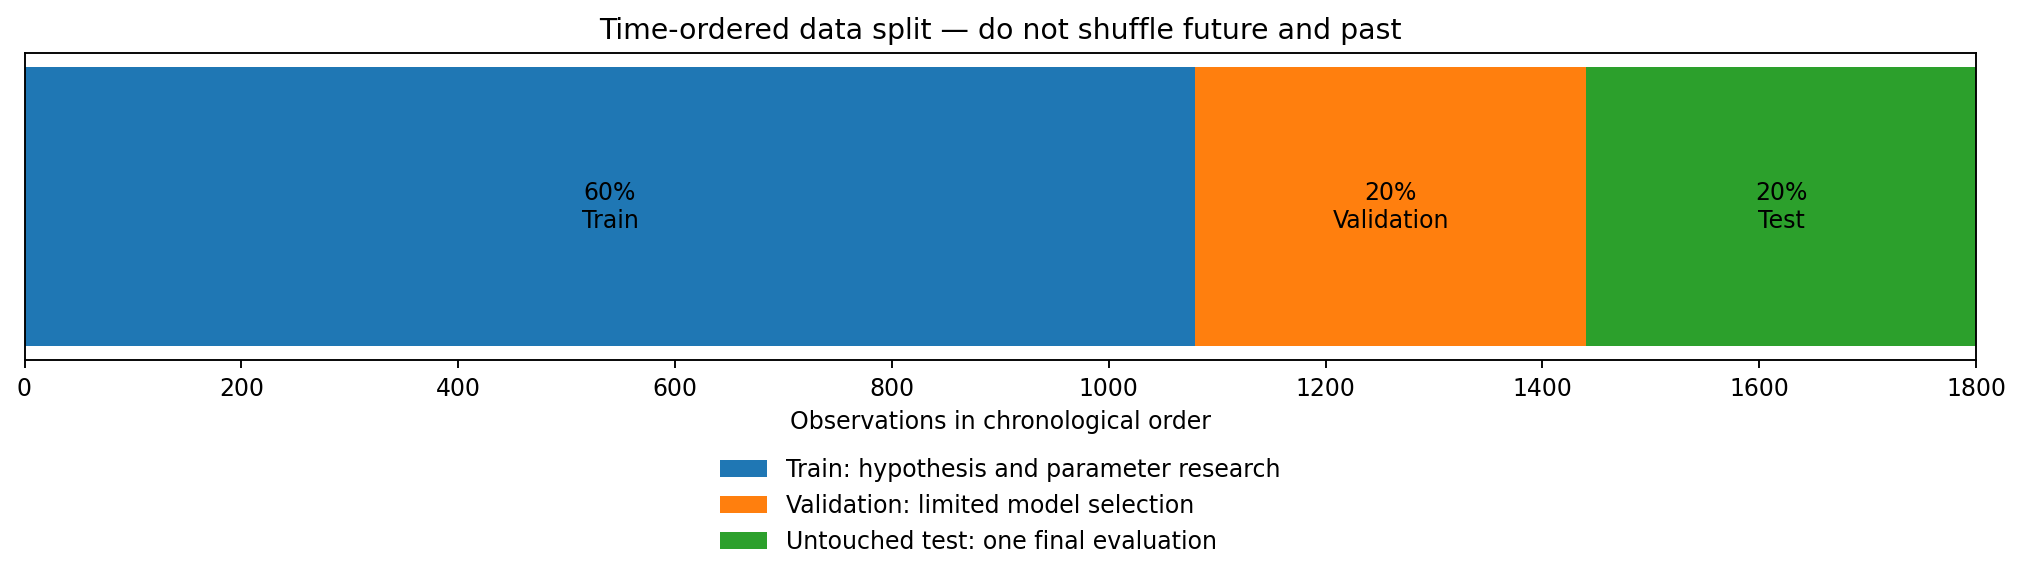 Time-ordered data split — do not shuffle future and past
60%
Train
20%
Validation
20%
Test
0 200 400 600 800 1000 1200 1400 1600 1800
Observations in chronological order
Train: hypothesis and parameter research
Validation: limited model selection
Untouched test: one final evaluation